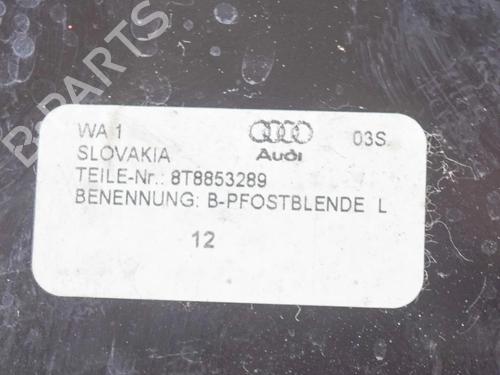 B-PARTS
WA 1 03S
Audi
SLOVAKIA
TEILE-Nr.: 8T8853289
BENENNUNG: B-PFOSTBLENDE L
12